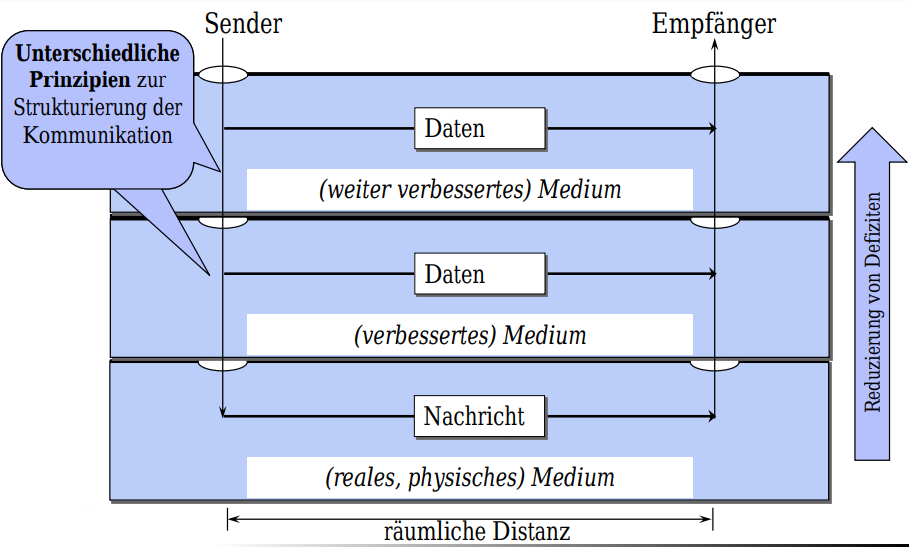 Sender
Empfänger
Unterschiedliche
Prinzipien zur
Strukturierung der
Kommunikation
Daten
(weiter verbessertes) Medium
Daten
(verbessertes) Medium
Nachricht
(reales, physisches) Medium
räumliche Distanz
Reduzierung von Defiziten